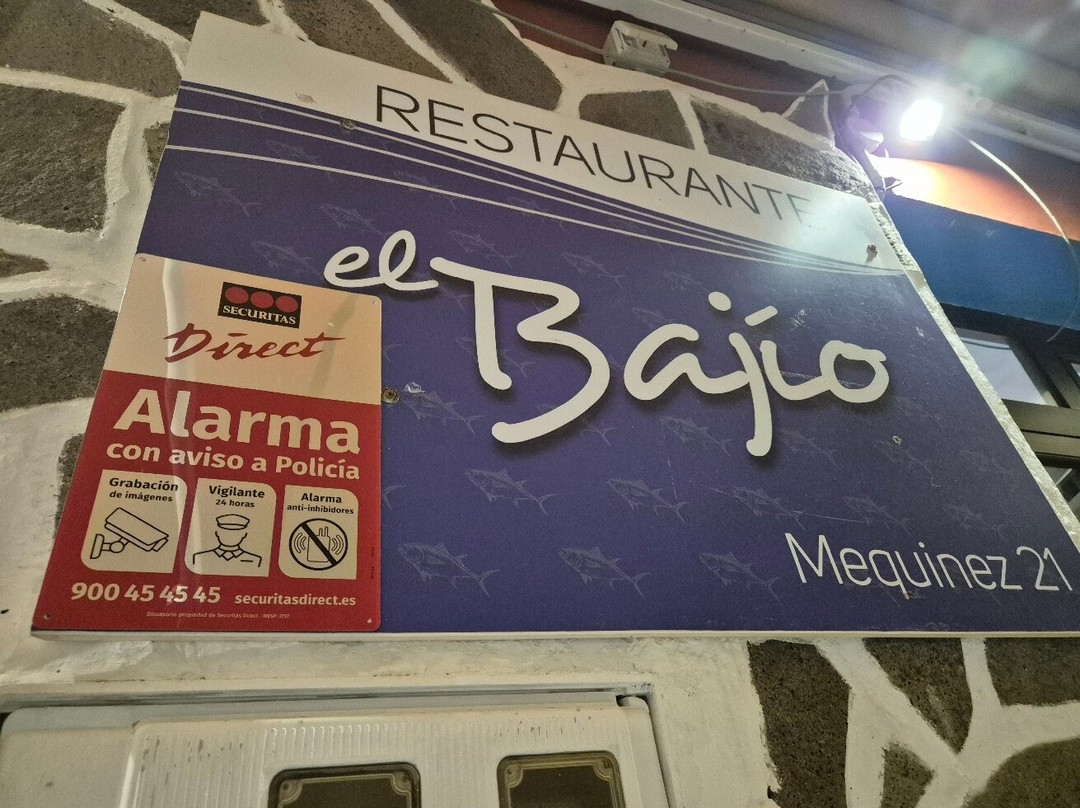 RESTAURANTE
el Bajío
Mequinez 21
SECURITAS
Direct
Alarma
con aviso a Policía
Grabación
de imágenes
Vigilante
24 horas
Alarma
anti-inhibidores
900 45 45 45 securitasdirect.es